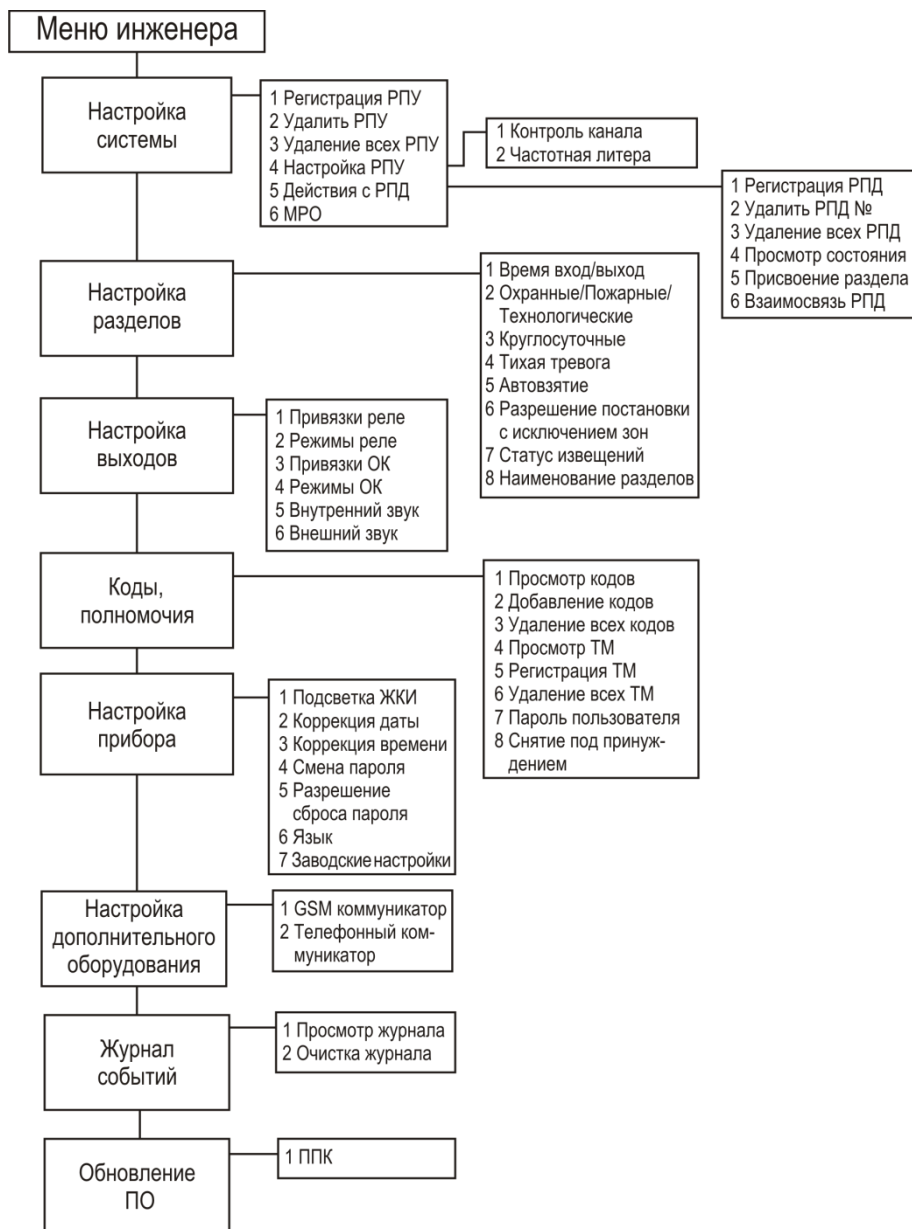 Меню инженера
Настройка
системы
1 Регистрация РПУ
2 Удалить РПУ
3 Удаление всех РПУ
4 Настройка РПУ
5 Действия с РПД
6 МРО
1 Контроль канала
2 Частотная литера
1 Регистрация РПД
2 Удалить РПД №
3 Удаление всех РПД
4 Просмотр состояния
5 Присвоение раздела
6 Взаимосвязь РПД
Настройка
разделов
1 Время вход/выход
2 Охранные/Пожарные/
Технологические
3 Круглосуточные
4 Тихая тревога
5 Автовзятие
6 Разрешение постановки
с исключением зон
7 Статус извещений
8 Наименование разделов
Настройка
выходов
1 Привязки реле
2 Режимы реле
3 Привязки ОК
4 Режимы ОК
5 Внутренний звук
6 Внешний звук
Коды,
полномочия
1 Просмотр кодов
2 Добавление кодов
3 Удаление всех кодов
4 Просмотр ТМ
5 Регистрация ТМ
6 Удаление всех ТМ
7 Пароль пользователя
8 Снятие под принуж-
дением
Настройка
прибора
1 Подсветка ЖКИ
2 Коррекция даты
3 Коррекция времени
4 Смена пароля
5 Разрешение
сброса пароля
6 Язык
7 Заводские настройки
Настройка
дополнительного
оборудования
1 GSM коммуникатор
2 Телефонный ком-
муникатор
Журнал
событий
1 Просмотр журнала
2 Очистка журнала
Обновление
ПО
1 ППК